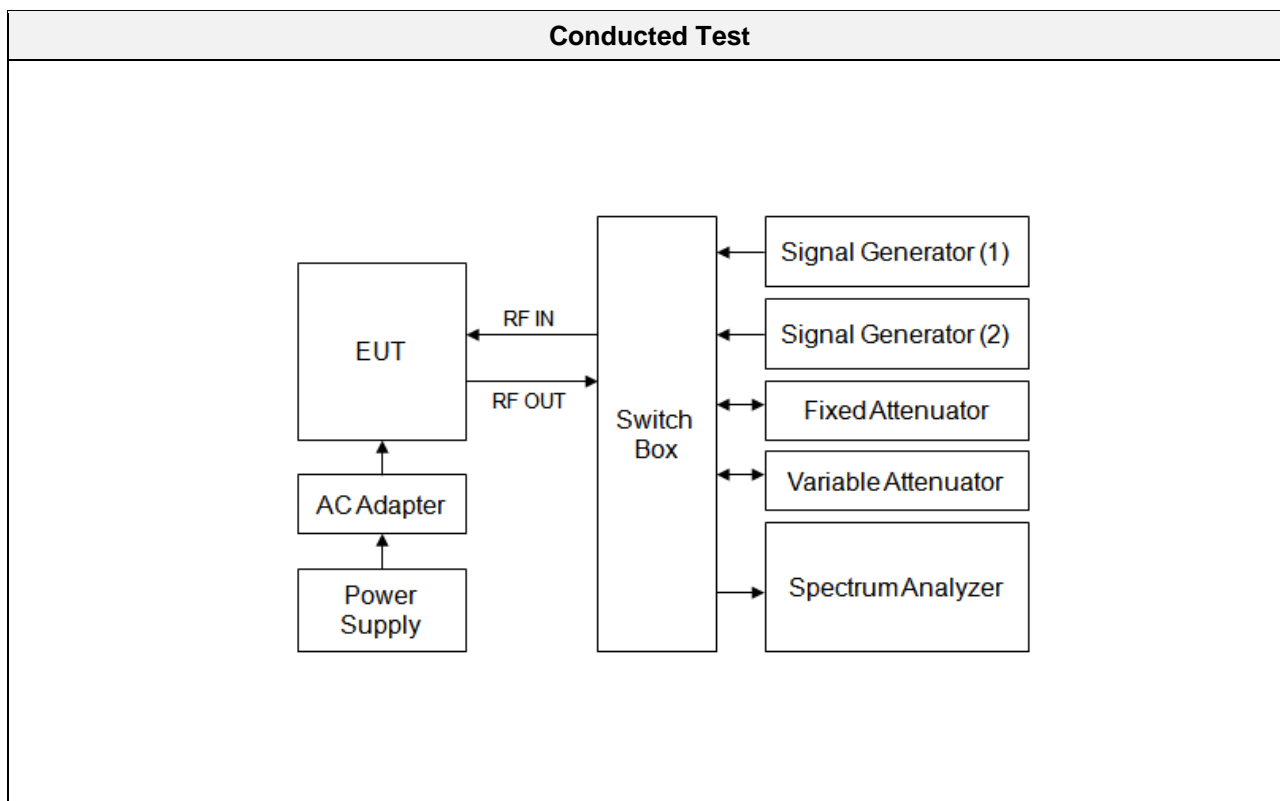 Conducted Test
EUT
RF IN
RF OUT
AC Adapter
Power
Supply
Switch
Box
Signal Generator (1)
Signal Generator (2)
Fixed Attenuator
Variable Attenuator
Spectrum Analyzer